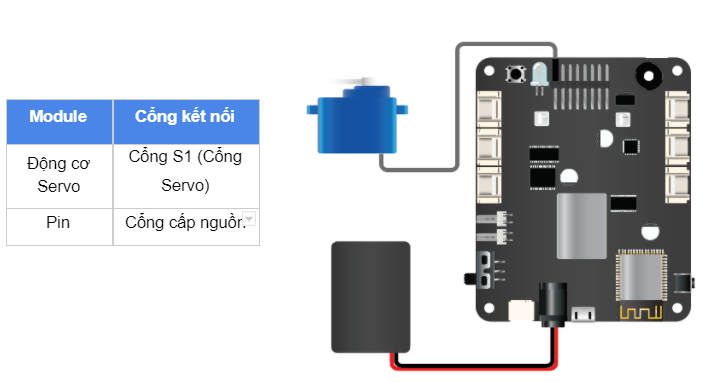 Module
Cổng kết nối
Động cơ
Servo
Cổng S1 (Cổng
Servo)
Pin
Cổng cấp nguồn.